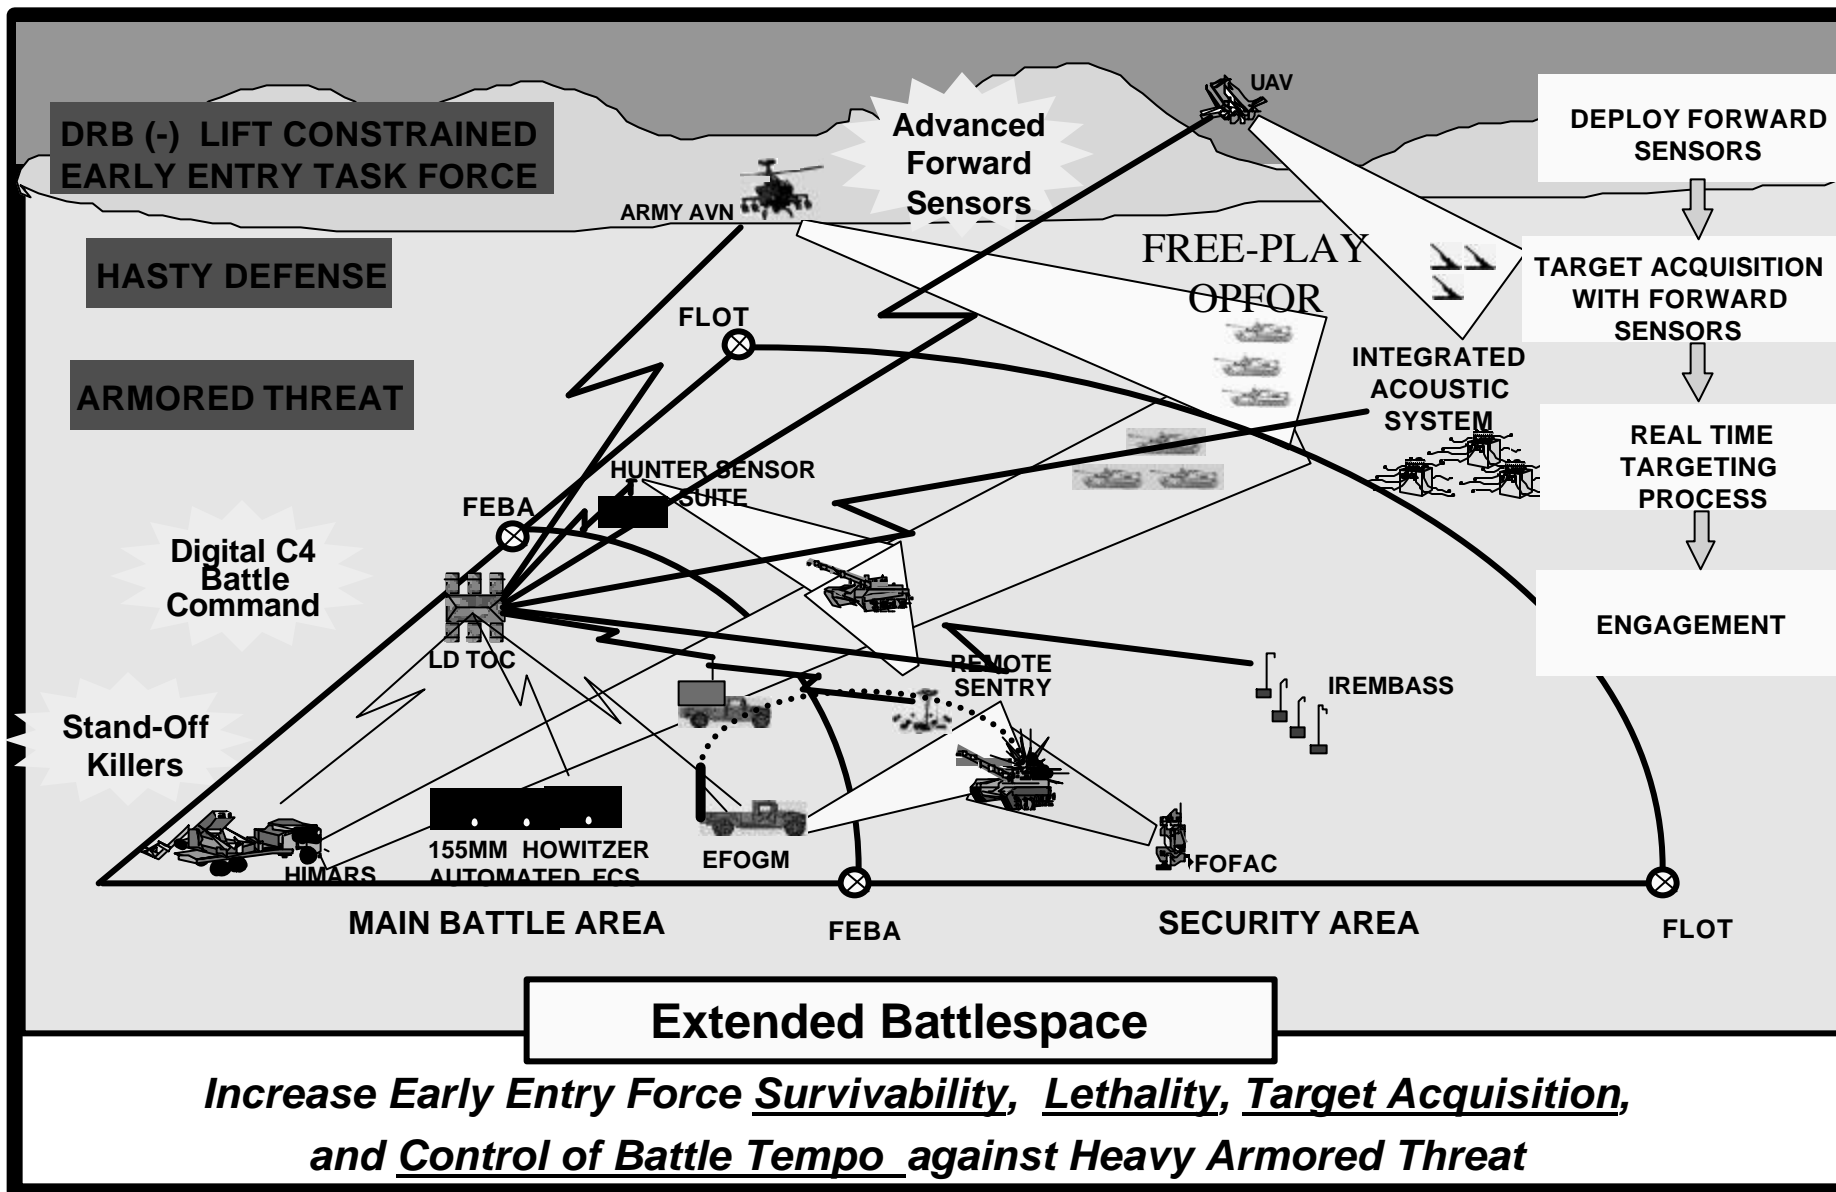 DRB (-) LIFT CONSTRAINED
EARLY ENTRY TASK FORCE
HASTY DEFENSE
ARMORED THREAT
Advanced
Forward
Sensors
UAV
ARMY AVN
FREE-PLAY
OPFOR
DEPLOY FORWARD
SENSORS
TARGET ACQUISITION
WITH FORWARD
SENSORS
REAL TIME
TARGETING
PROCESS
ENGAGEMENT
FLOT
INTEGRATED
ACOUSTIC
SYSTEM
HUNTER SENSOR
SUITE
FEBA
Digital C4
Battle
Command
LD TOC
REMOTE
SENTRY
IREMBASS
Stand-Off
Killers
HIMARS
155MM HOWITZER
AUTOMATED FCS
EFOGM
FOFAC
MAIN BATTLE AREA
FEBA
SECURITY AREA
FLOT
Extended Battlespace
Increase Early Entry Force Survivability, Lethality, Target Acquisition,
and Control of Battle Tempo against Heavy Armored Threat